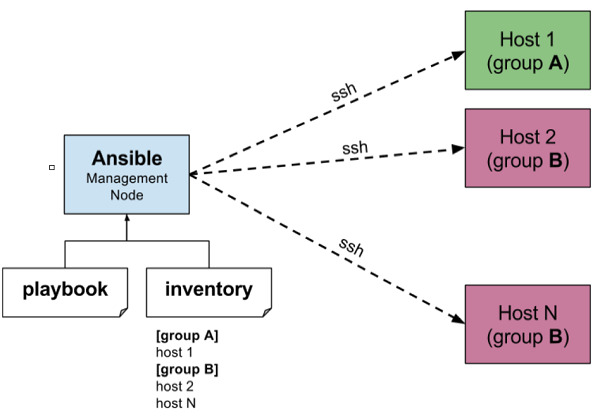 Host 1
(group A)
ssh
Host 2
(group B)
ssh
Ansible
Management
Node
ssh
playbook
inventory
Host N
(group B)
[group A]
host 1
[group B]
host 2
host N